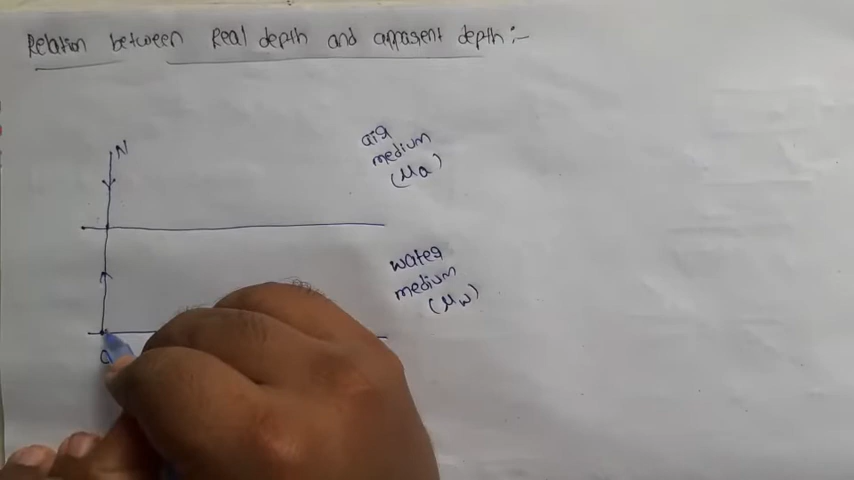 Relation between Real depth and apparent depth :-
N
air
medium
(μa)
water
medium
(μw)